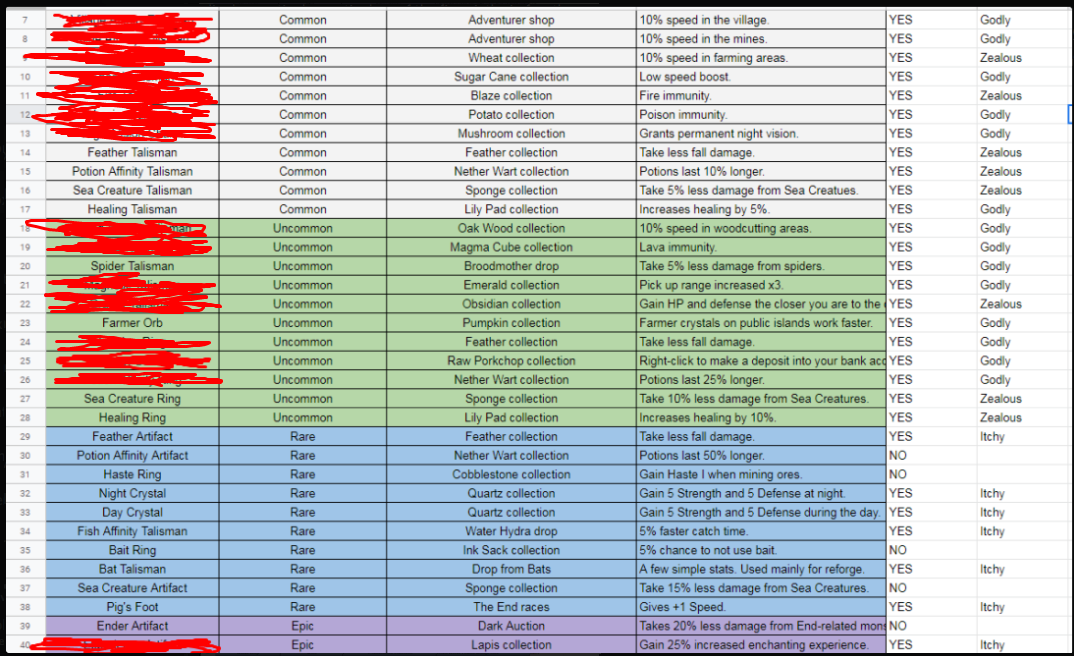 7 Common Adventurer shop 10% speed in the village. YES Godly
8 Common Adventurer shop 10% speed in the mines. YES Godly
9 Common Wheat collection 10% speed in farming areas. YES Zealous
10 Common Sugar Cane collection Low speed boost. YES Godly
11 Common Blaze collection Fire immunity. YES Zealous
12 Common Potato collection Poison immunity. YES Godly
13 Common Mushroom collection Grants permanent night vision. YES Godly
14 Feather Talisman Common Feather collection Take less fall damage. YES Zealous
15 Potion Affinity Talisman Common Nether Wart collection Potions last 10% longer. YES Zealous
16 Sea Creature Talisman Common Sponge collection Take 5% less damage from Sea Creatues. YES Zealous
17 Healing Talisman Common Lily Pad collection Increases healing by 5%. YES Godly
18 Uncommon Oak Wood collection 10% speed in woodcutting areas. YES Godly
19 Uncommon Magma Cube collection Lava immunity. YES Godly
20 Spider Talisman Uncommon Broodmother drop Take 5% less damage from spiders. YES Godly
21 Uncommon Emerald collection Pick up range increased x3. YES Godly
22 Uncommon Obsidian collection Gain HP and defense the closer you are to the YES Zealous
23 Farmer Orb Uncommon Pumpkin collection Farmer crystals on public islands work faster. YES Godly
24 Uncommon Feather collection Take less fall damage. YES Godly
25 Uncommon Raw Porkchop collection Right-click to make a deposit into your bank acc YES Godly
26 Uncommon Nether Wart collection Potions last 25% longer. YES Godly
27 Sea Creature Ring Uncommon Sponge collection Take 10% less damage from Sea Creatures. YES Zealous
28 Healing Ring Uncommon Lily Pad collection Increases healing by 10%. YES Zealous
29 Feather Artifact Rare Feather collection Take less fall damage. YES Itchy
30 Potion Affinity Artifact Rare Nether Wart collection Potions last 50% longer. NO
31 Haste Ring Rare Cobblestone collection Gain Haste I when mining ores. NO
32 Night Crystal Rare Quartz collection Gain 5 Strength and 5 Defense at night. YES Itchy
33 Day Crystal Rare Quartz collection Gain 5 Strength and 5 Defense during the day. YES Itchy
34 Fish Affinity Talisman Rare Water Hydra drop 5% faster catch time. YES Itchy
35 Bait Ring Rare Ink Sack collection 5% chance to not use bait. NO
36 Bat Talisman Rare Drop from Bats A few simple stats. Used mainly for reforge. YES Itchy
37 Sea Creature Artifact Rare Sponge collection Take 15% less damage from Sea Creatures. NO
38 Pig's Foot Rare The End races Gives +1 Speed. YES Itchy
39 Ender Artifact Epic Dark Auction Takes 20% less damage from End-related mons NO
40 Epic Lapis collection Gain 25% increased enchanting experience. YES Itchy